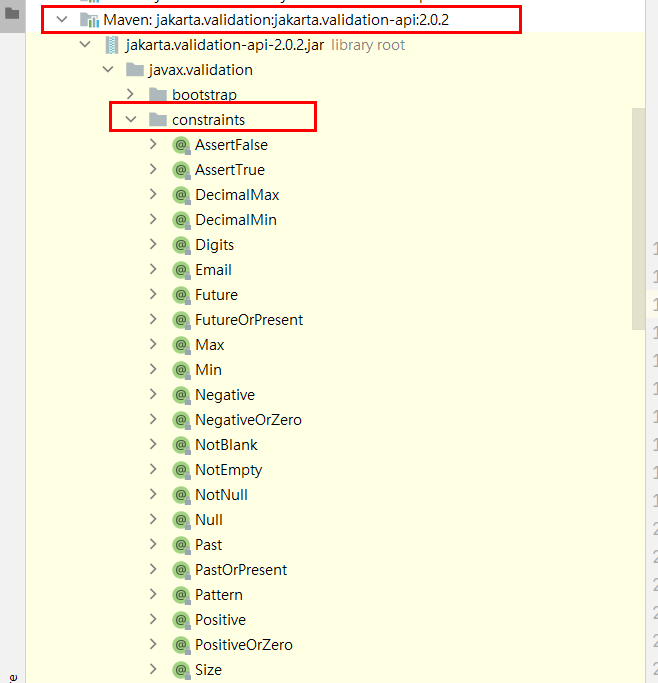 Maven: jakarta.validation:jakarta.validation-api:2.0.2
jakarta.validation-api-2.0.2.jar library root
javax.validation
bootstrap
constraints
AssertFalse
AssertTrue
DecimalMax
DecimalMin
Digits
Email
Future
FutureOrPresent
Max
Min
Negative
NegativeOrZero
NotBlank
NotEmpty
NotNull
Null
Past
PastOrPresent
Pattern
Positive
PositiveOrZero
Size